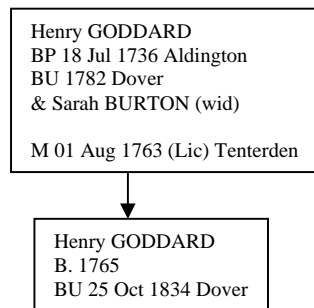 Henry GODDARD
BP 18 Jul 1736 Aldington
BU 1782 Dover
& Sarah BURTON (wid)
M 01 Aug 1763 (Lic) Tenterden
Henry GODDARD
B. 1765
BU 25 Oct 1834 Dover